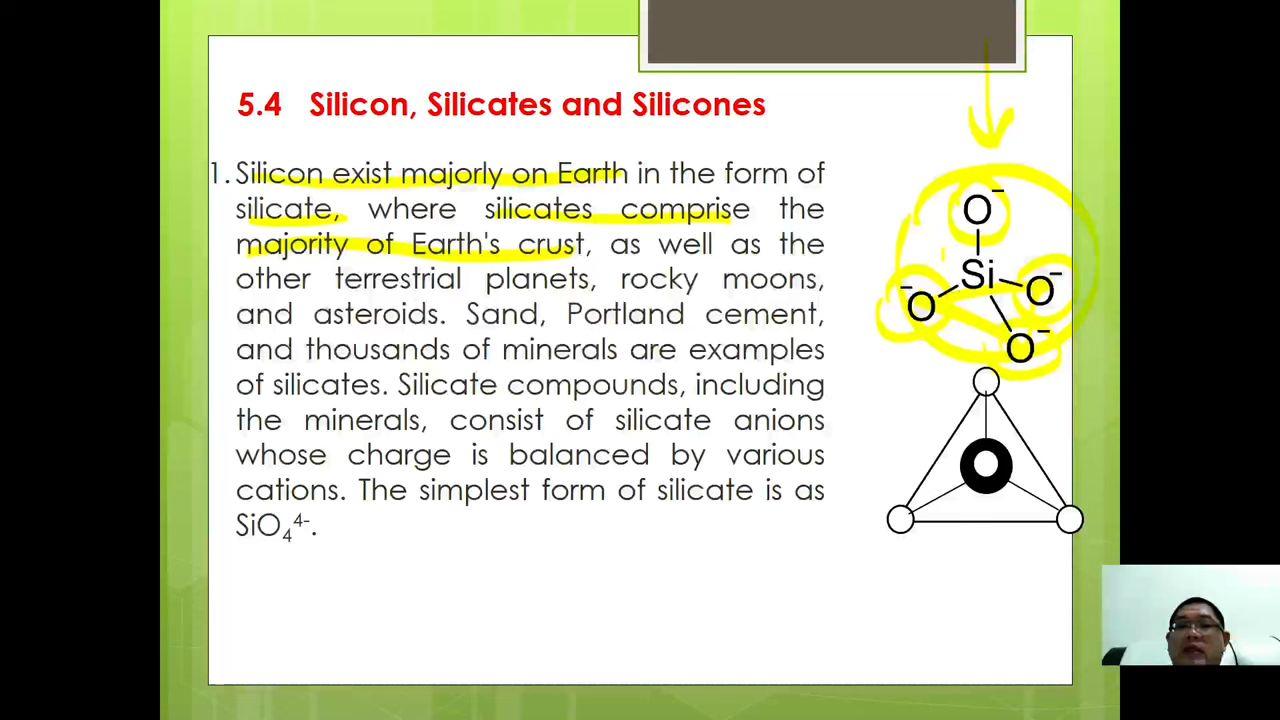 5.4 Silicon, Silicates and Silicones
1. Silicon exist majorly on Earth in the form of
silicate, where silicates comprise the
majority of Earth's crust, as well as the
other terrestrial planets, rocky moons,
and asteroids. Sand, Portland cement,
and thousands of minerals are examples
of silicates. Silicate compounds, including
the minerals, consist of silicate anions
whose charge is balanced by various
cations. The simplest form of silicate is as
SiO₄⁴⁻.
O⁻
Si
⁻O
O⁻
O⁻